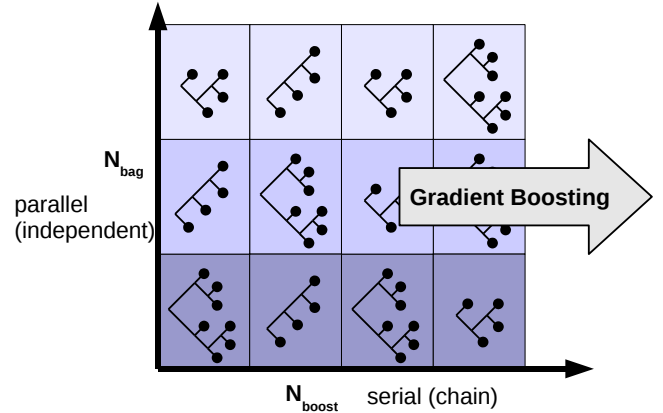 N_bag
parallel
(independent)
Gradient Boosting
N_boost serial (chain)